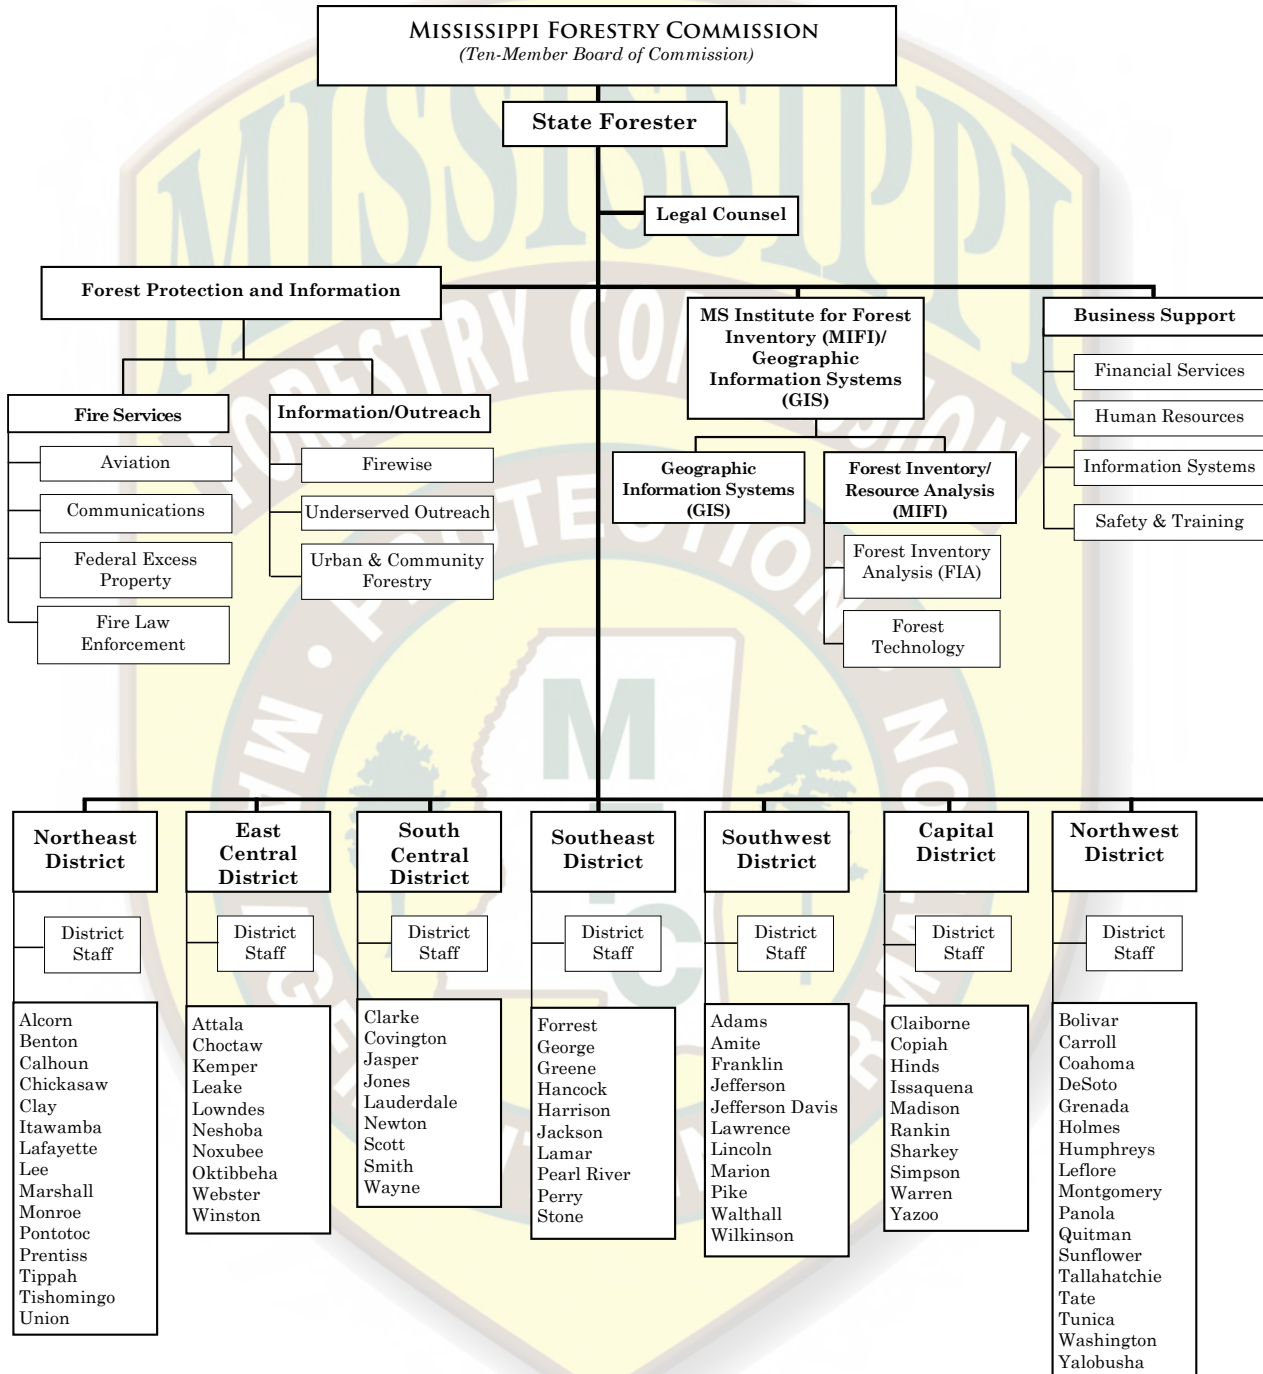 MISSISSIPPI FORESTRY COMMISSION
(Ten-Member Board of Commission)
State Forester
Legal Counsel
Forest Protection and Information
MS Institute for Forest
Inventory (MIFI)/
Geographic
Information Systems
(GIS)
Business Support
Financial Services
Human Resources
Information Systems
Safety & Training
Fire Services
Aviation
Communications
Federal Excess
Property
Fire Law
Enforcement
Information/Outreach
Firewise
Underserved Outreach
Urban & Community
Forestry
Geographic
Information Systems
(GIS)
Forest Inventory/
Resource Analysis
(MIFI)
Forest Inventory
Analysis (FIA)
Forest
Technology
MISSISSIPPI
FORESTRY COMMISSION
PROTECTION
M
C
Northeast
District
District
Staff
Alcorn
Benton
Calhoun
Chickasaw
Clay
Itawamba
Lafayette
Lee
Marshall
Monroe
Pontotoc
Prentiss
Tippah
Tishomingo
Union
East
Central
District
District
Staff
Attala
Choctaw
Kemper
Leake
Lowndes
Neshoba
Noxubee
Oktibbeha
Webster
Winston
South
Central
District
District
Staff
Clarke
Covington
Jasper
Jones
Lauderdale
Newton
Scott
Smith
Wayne
Southeast
District
District
Staff
Forrest
George
Greene
Hancock
Harrison
Jackson
Lamar
Pearl River
Perry
Stone
Southwest
District
District
Staff
Adams
Amite
Franklin
Jefferson
Jefferson Davis
Lawrence
Lincoln
Marion
Pike
Walthall
Wilkinson
Capital
District
District
Staff
Claiborne
Copiah
Hinds
Issaquena
Madison
Rankin
Sharkey
Simpson
Warren
Yazoo
Northwest
District
District
Staff
Bolivar
Carroll
Coahoma
DeSoto
Grenada
Holmes
Humphreys
Leflore
Montgomery
Panola
Quitman
Sunflower
Tallahatchie
Tate
Tunica
Washington
Yalobusha